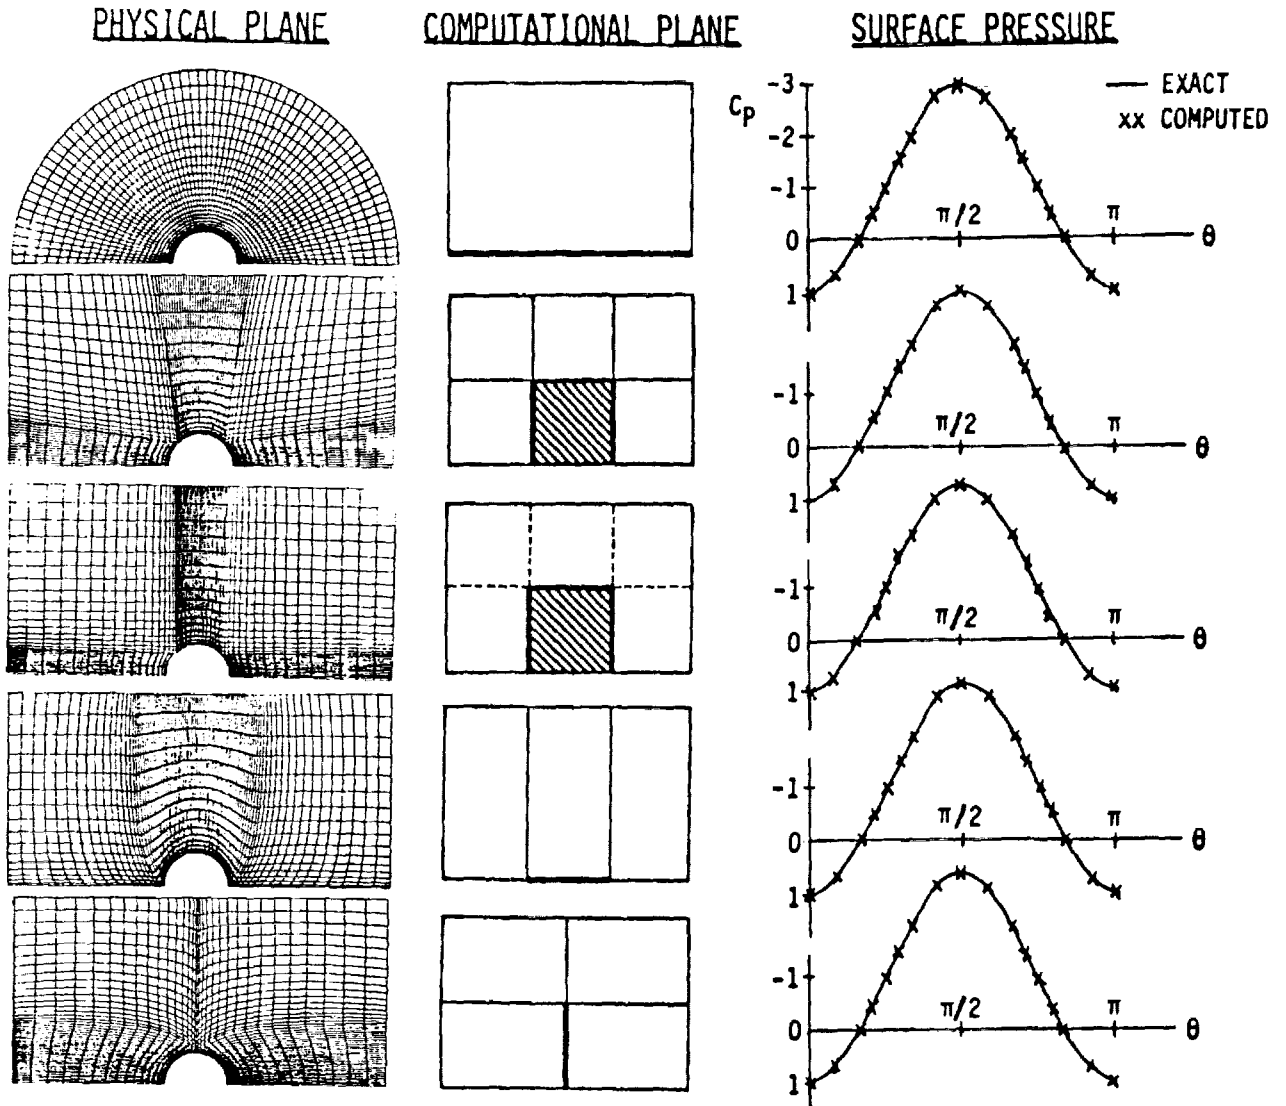 PHYSICAL PLANE
COMPUTATIONAL PLANE
SURFACE PRESSURE
CP
-3
-2
-1
0
1
π/2
π
θ
— EXACT
xx COMPUTED
-1
0
1
π/2
π
θ
-1
0
1
π/2
π
θ
-1
0
1
π/2
π
θ
-1
0
1
π/2
π
θ